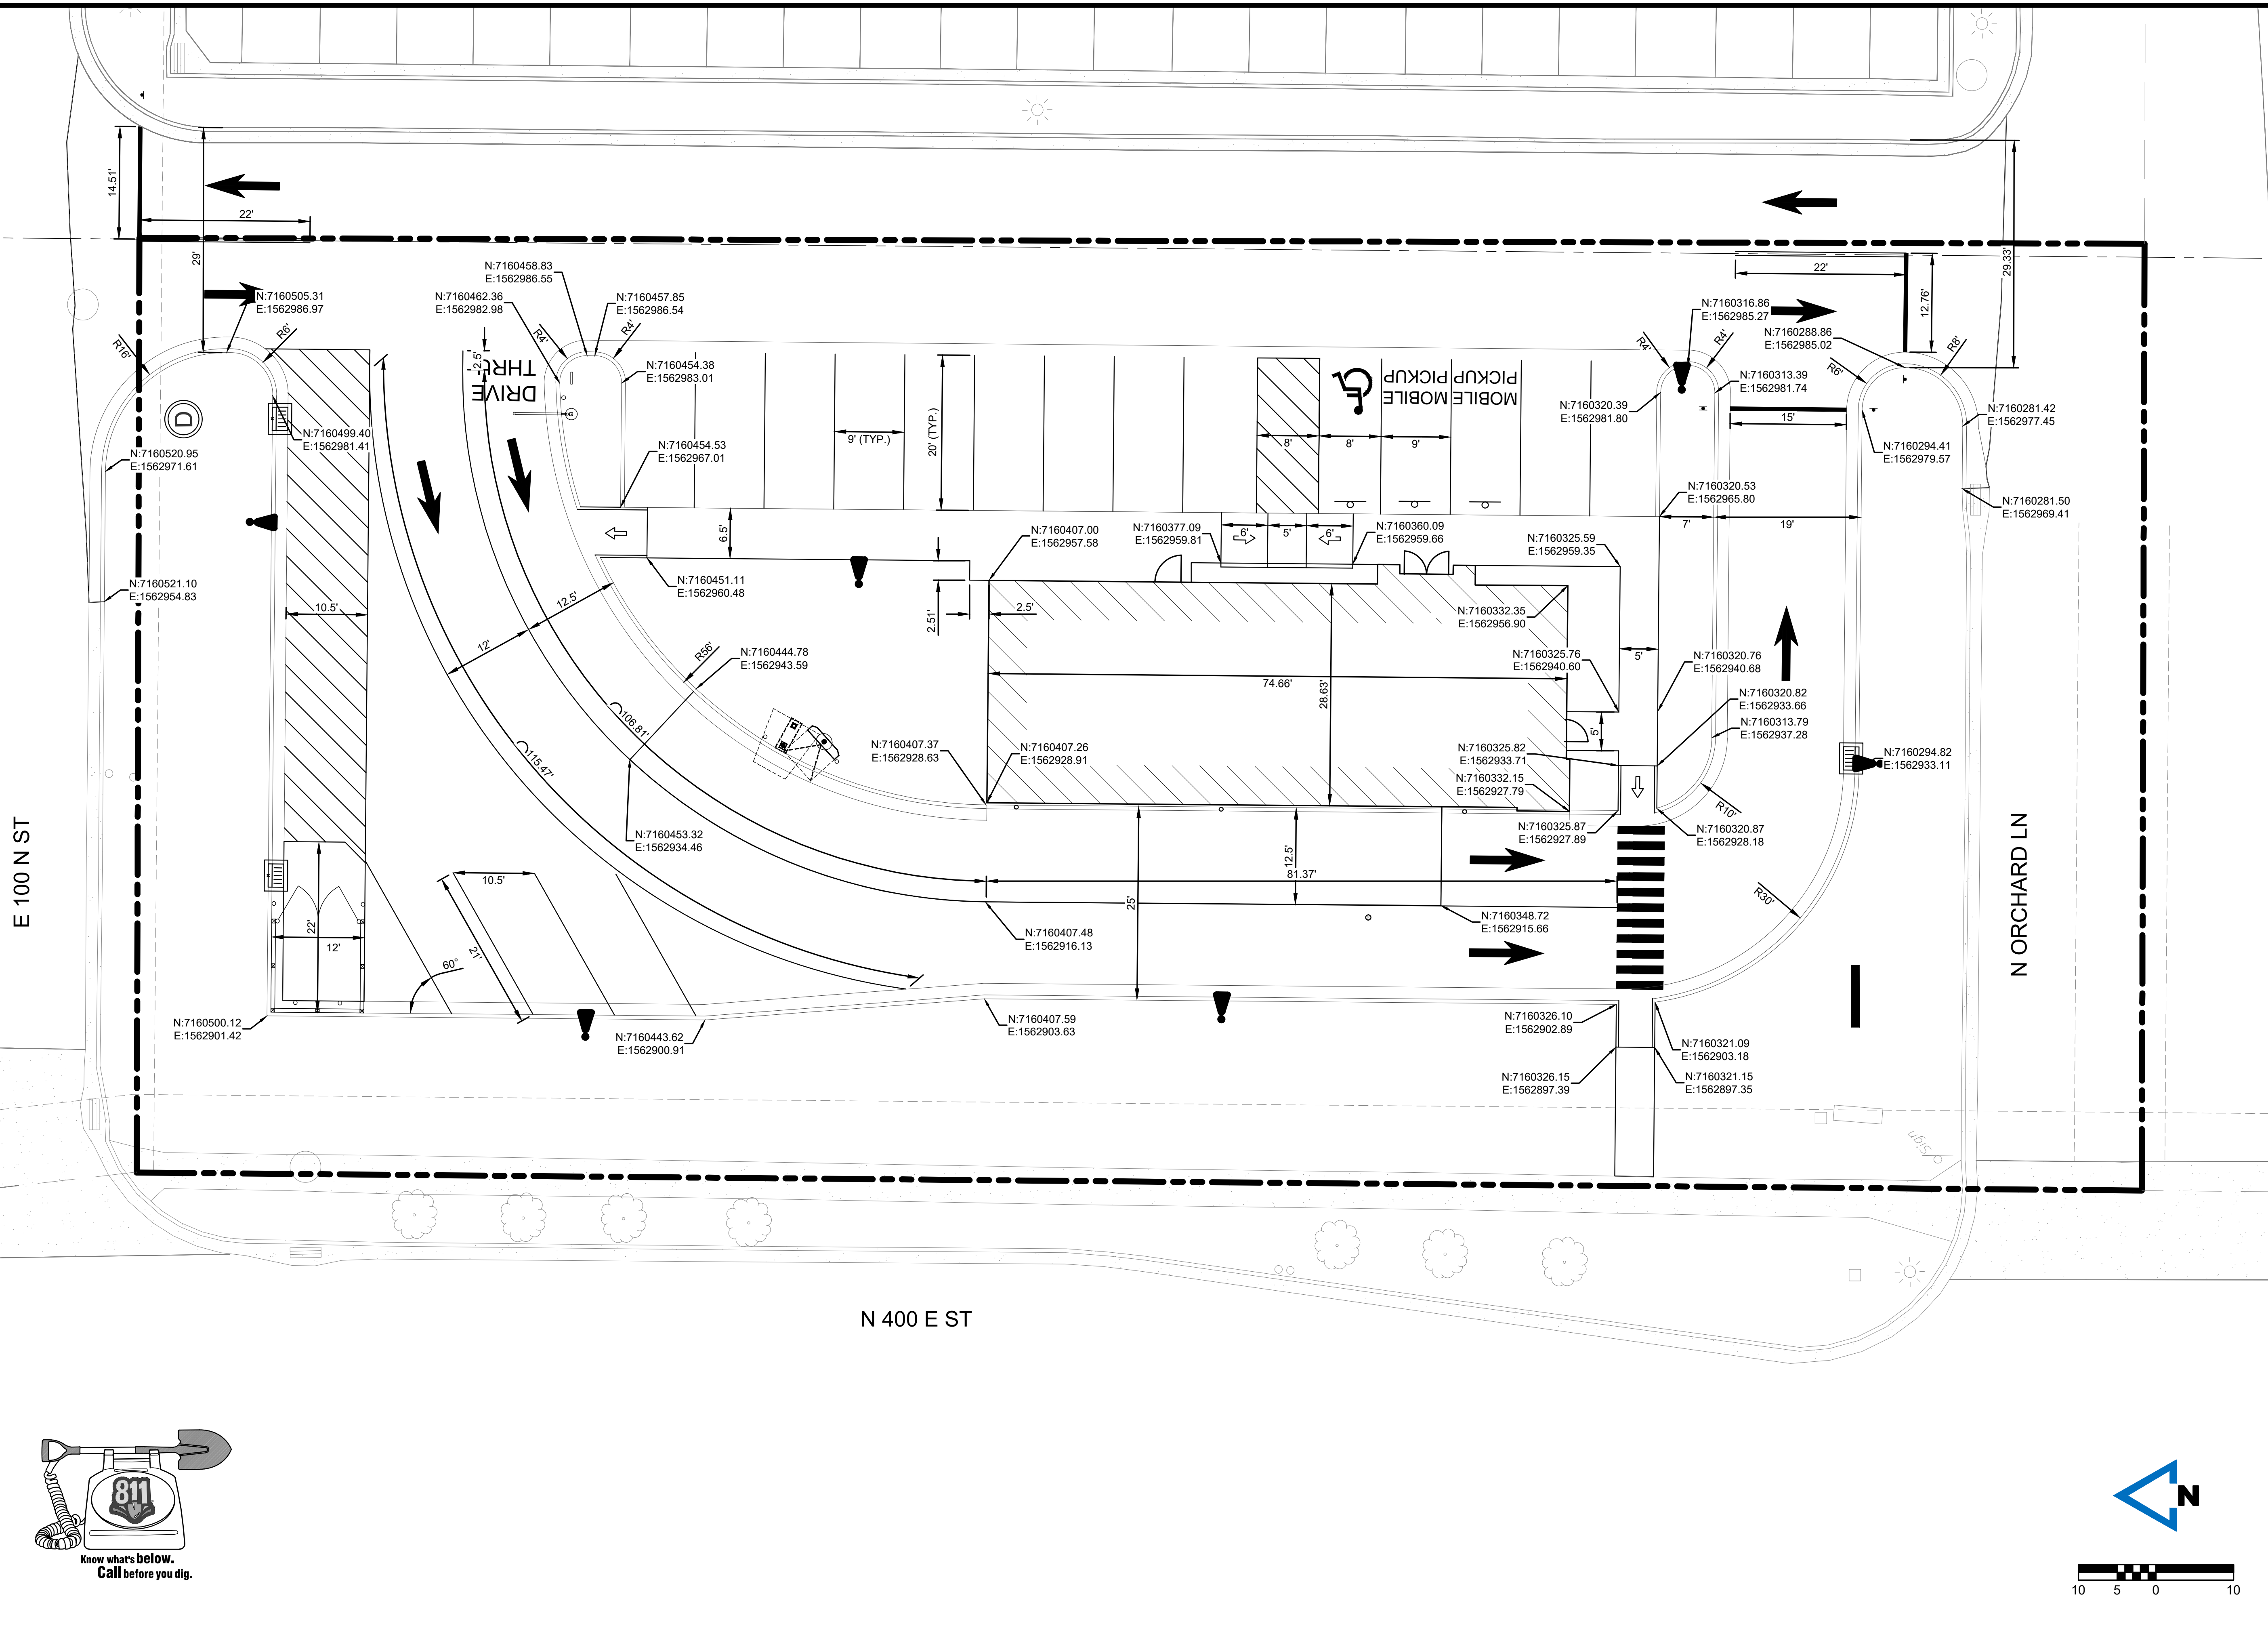 14.51'
22'
29'
29.33'
22'
12.76'
N:7160458.83
E:1562986.55
N:7160462.36
E:1562982.98
N:7160457.85
E:1562986.54
N:7160505.31
E:1562986.97
R6'
R16'
R4'
R4'
2.5'
DRIVE
THRU
N:7160454.38
E:1562983.01
N:7160316.86
E:1562985.27
N:7160288.86
E:1562985.02
R4'
R4'
R6'
R8'
N:7160313.39
E:1562981.74
N:7160320.39
E:1562981.80
MOBILE
PICKUP
MOBILE
PICKUP
15'
N:7160281.42
E:1562977.45
D
N:7160499.40
E:1562981.41
N:7160520.95
E:1562971.61
N:7160454.53
E:1562967.01
9' (TYP.)
20' (TYP.)
8'
8'
9'
N:7160294.41
E:1562979.57
N:7160320.53
E:1562965.80
N:7160281.50
E:1562969.41
7'
19'
6.5'
N:7160407.00
E:1562957.58
N:7160377.09
E:1562959.81
6'
5'
6'
N:7160360.09
E:1562959.66
N:7160325.59
E:1562959.35
N:7160521.10
E:1562954.83
N:7160451.11
E:1562960.48
10.5'
12.5'
12'
2.51'
2.5'
N:7160332.35
E:1562956.90
R56'
N:7160444.78
E:1562943.59
74.66'
28.63'
N:7160325.76
E:1562940.60
5'
N:7160320.76
E:1562940.68
N:7160320.82
E:1562933.66
N:7160313.79
E:1562937.28
5'
106.81'
115.47'
N:7160407.37
E:1562928.63
N:7160407.26
E:1562928.91
N:7160325.82
E:1562933.71
N:7160332.15
E:1562927.79
N:7160294.82
E:1562933.11
R10'
N:7160453.32
E:1562934.46
N:7160325.87
E:1562927.89
N:7160320.87
E:1562928.18
12.5'
81.37'
25'
R30'
E 100 N ST
N ORCHARD LN
10.5'
21'
60°
22'
12'
N:7160407.48
E:1562916.13
N:7160348.72
E:1562915.66
N:7160500.12
E:1562901.42
N:7160443.62
E:1562900.91
N:7160407.59
E:1562903.63
N:7160326.10
E:1562902.89
N:7160321.09
E:1562903.18
N:7160326.15
E:1562897.39
N:7160321.15
E:1562897.35
Sign
N 400 E ST
811
Know what's below.
Call before you dig.
N
10 5 0 10